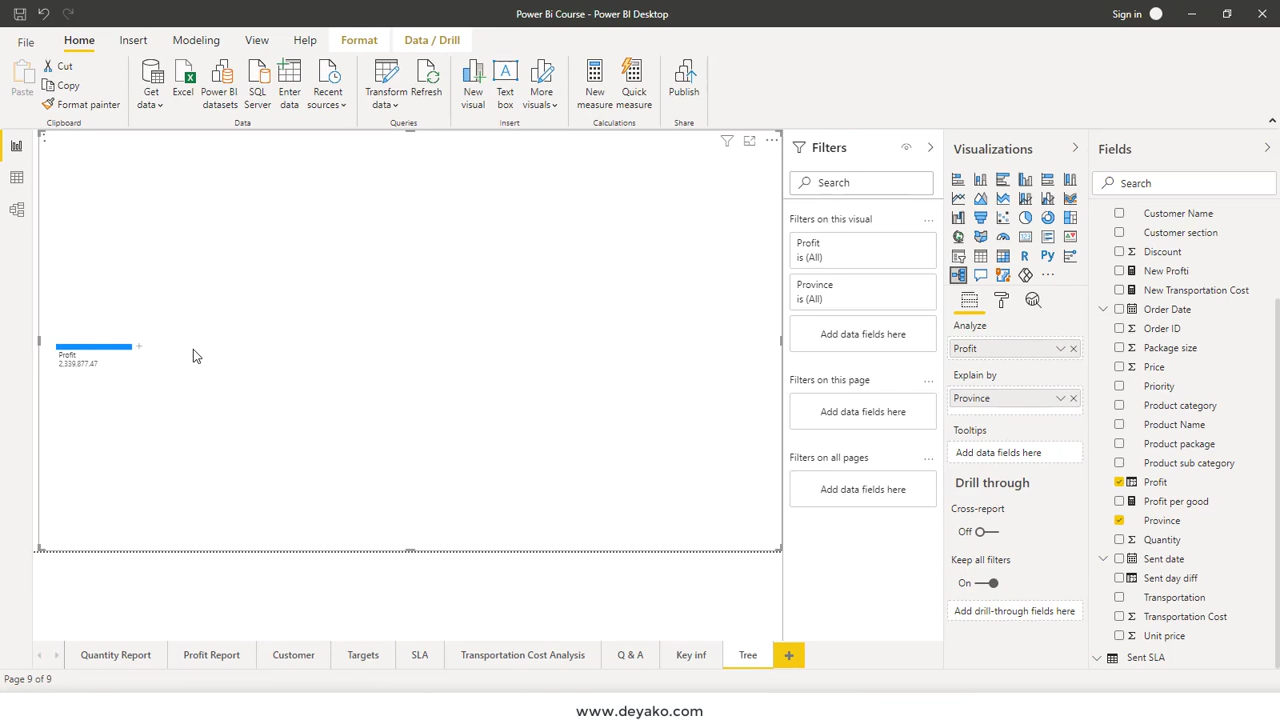 Power Bi Course - Power BI Desktop
Sign in
File
Home
Insert
Modeling
View
Help
Format
Data / Drill
Paste
Cut
Copy
Format painter
Clipboard
Get data
Excel
Power BI datasets
SQL Server
Enter data
Recent sources
Data
Transform data
Refresh
Queries
New visual
Text box
More visuals
Insert
New measure
Quick measure
Calculations
Publish
Share
Profit
2,339,877.47
Filters
Search
Filters on this visual
Profit
is (All)
Province
is (All)
Add data fields here
Filters on this page
Add data fields here
Filters on all pages
Add data fields here
Visualizations
R
Py
Analyze
Profit
Explain by
Province
Tooltips
Add data fields here
Drill through
Cross-report
Off
Keep all filters
On
Add drill-through fields here
Fields
Search
Customer Name
Customer section
Discount
New Profti
New Transportation Cost
Order Date
Order ID
Package size
Price
Priority
Product category
Product Name
Product package
Product sub category
Profit
Profit per good
Province
Quantity
Sent date
Sent day diff
Transportation
Transportation Cost
Unit price
Sent SLA
Quantity Report
Profit Report
Customer
Targets
SLA
Transportation Cost Analysis
Q & A
Key inf
Tree
Page 9 of 9
www.deyako.com